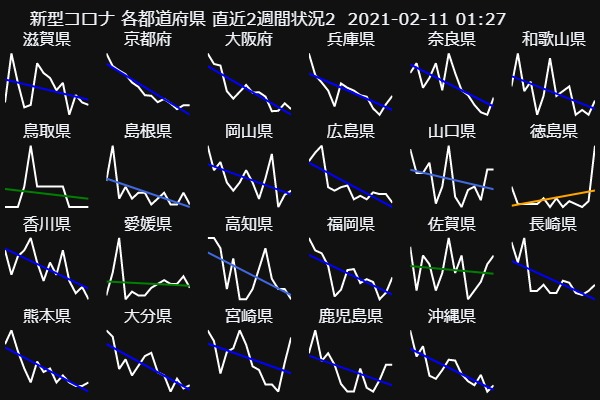 新型コロナ 各都道府県 直近2週間状況2 2021-02-11 01:27
滋賀県 京都府 大阪府 兵庫県 奈良県 和歌山県
鳥取県 島根県 岡山県 広島県 山口県 徳島県
香川県 愛媛県 高知県 福岡県 佐賀県 長崎県
熊本県 大分県 宮崎県 鹿児島県 沖縄県